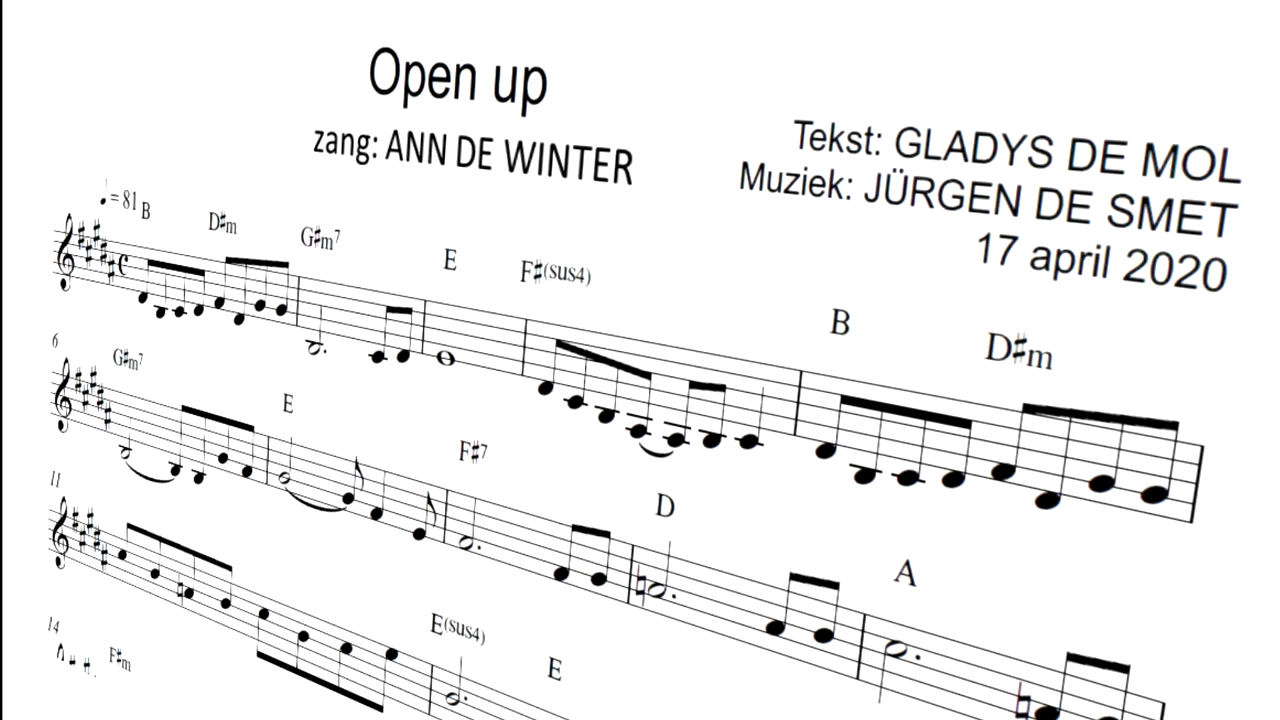 Open up
zang: ANN DE WINTER
Tekst: GLADYS DE MOL
Muziek: JÜRGEN DE SMET
17 april 2020
♩ = 81
B D♯m G♯m7 E F♯(sus4) B D♯m
6
G♯m7 E F♯7 D A
11
E(sus4) E
14
F♯m